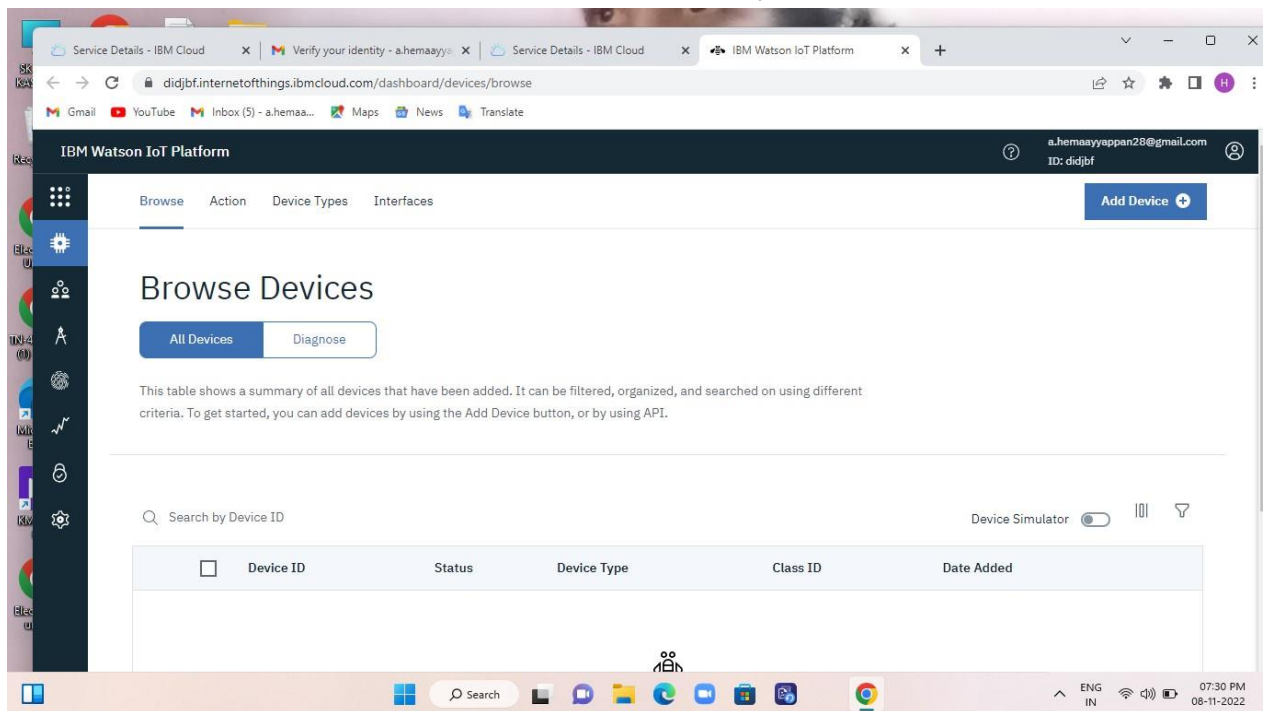 Service Details - IBM Cloud
Verify your identity - a.hemaayya
Service Details - IBM Cloud
IBM Watson IoT Platform
didjbf.internetofthings.ibmcloud.com/dashboard/devices/browse
H
Gmail
YouTube
Inbox (5) - a.hemaa...
Maps
News
Translate
IBM Watson IoT Platform
a.hemaayyappan28@gmail.com
ID: didjbf
Browse
Action
Device Types
Interfaces
Add Device
Browse Devices
All Devices
Diagnose
This table shows a summary of all devices that have been added. It can be filtered, organized, and searched on using different
criteria. To get started, you can add devices by using the Add Device button, or by using API.
Search by Device ID
Device Simulator
Device ID
Status
Device Type
Class ID
Date Added
Search
ENG
IN
07:30 PM
08-11-2022